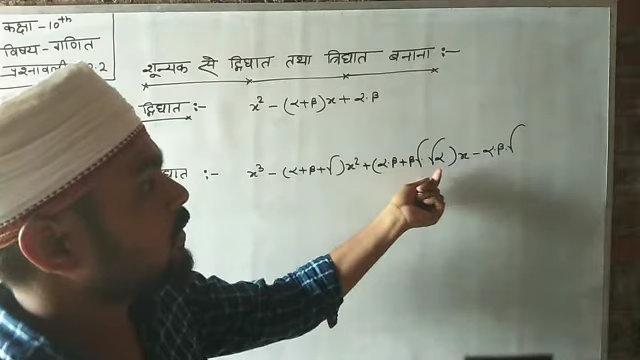 कक्षा - 10th
विषय - गणित
प्रश्नावली 2.2
शून्यक से द्विघात तथा त्रिघात बनाना :-
द्विघात :- x² - (α+β)x + α.β
घात :- x³ - (α+β+√)x² + (α.β+β√.√α)x - α.β.√